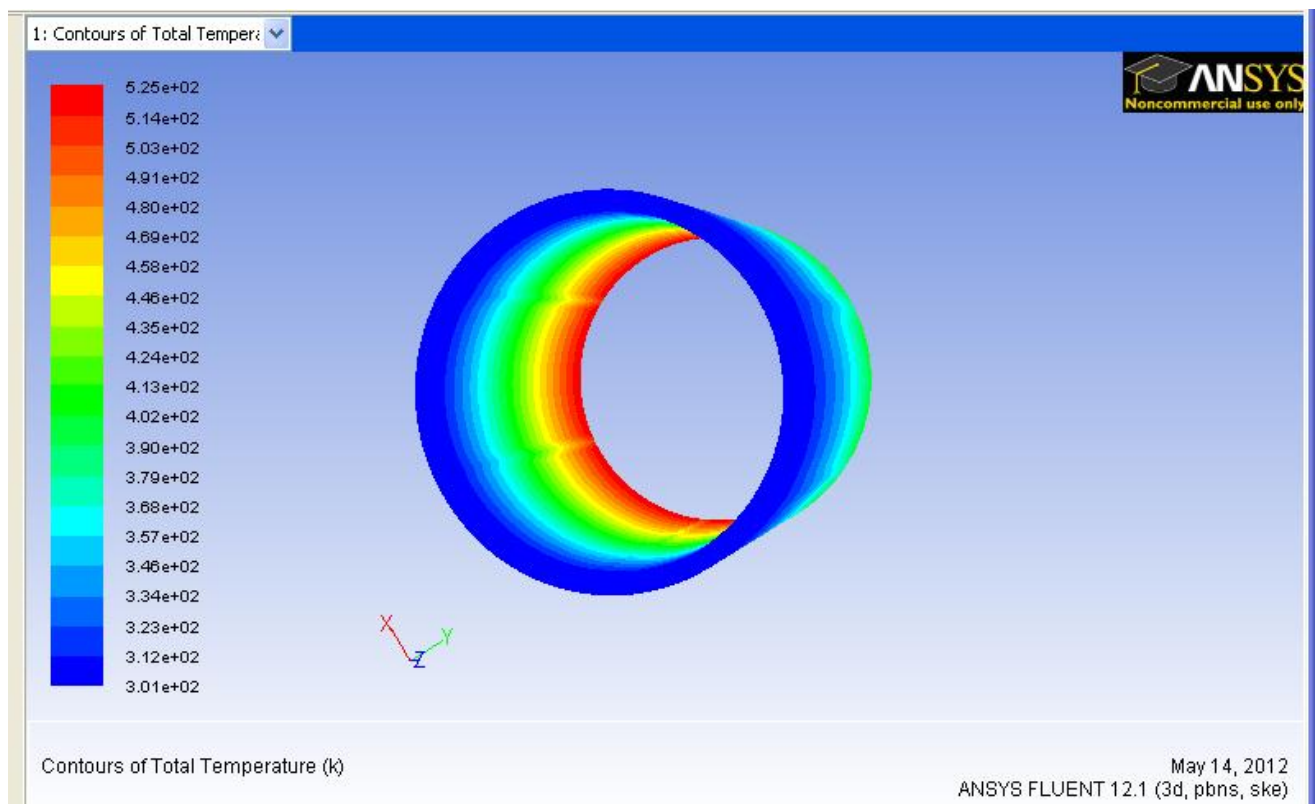 1: Contours of Total Tempera
ANSYS
Noncommercial use only
5.25e+02
5.14e+02
5.03e+02
4.91e+02
4.80e+02
4.69e+02
4.58e+02
4.46e+02
4.35e+02
4.24e+02
4.13e+02
4.02e+02
3.90e+02
3.79e+02
3.68e+02
3.57e+02
3.46e+02
3.34e+02
3.23e+02
3.12e+02
3.01e+02
X
Y
Z
Contours of Total Temperature (k)
May 14, 2012
ANSYS FLUENT 12.1 (3d, pbns, ske)